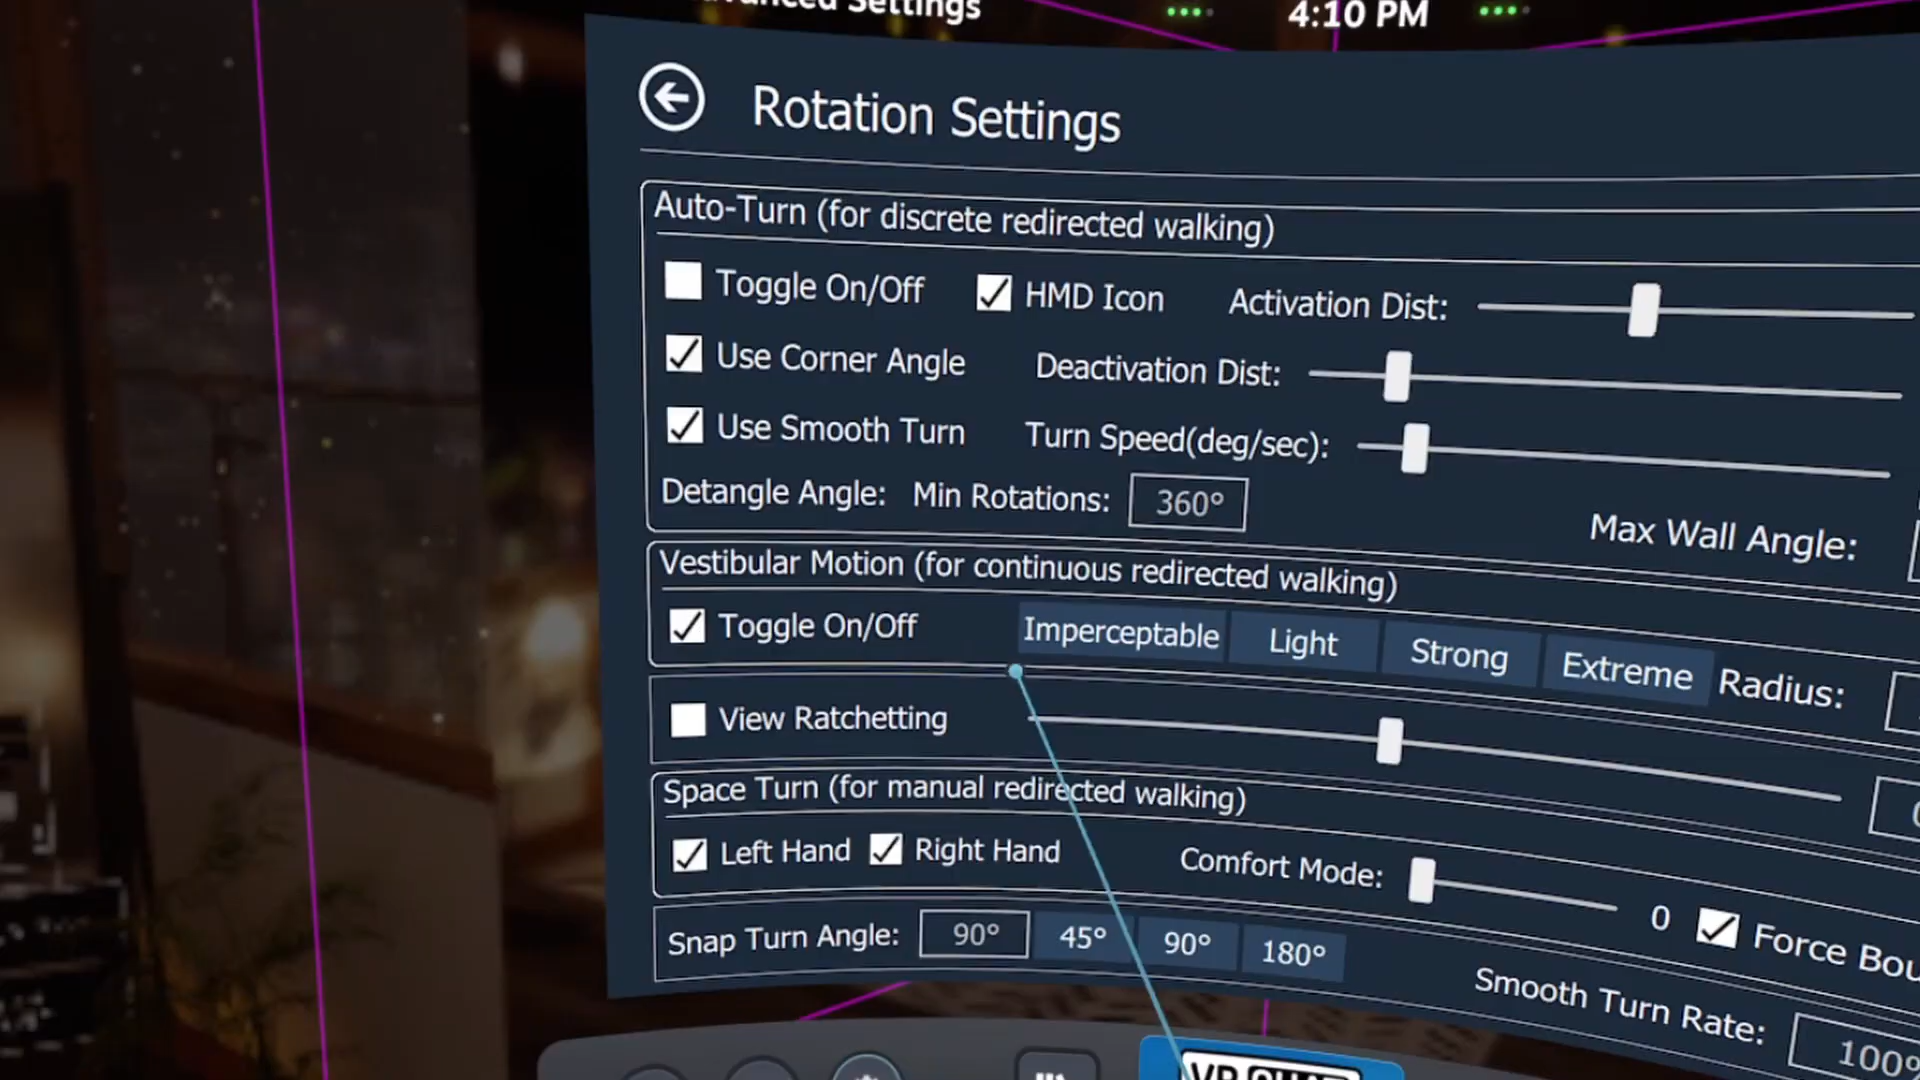 Advanced Settings 4:10 PM
Rotation Settings
Auto-Turn (for discrete redirected walking)
Toggle On/Off HMD Icon Activation Dist:
Use Corner Angle Deactivation Dist:
Use Smooth Turn Turn Speed(deg/sec):
Detangle Angle: Min Rotations: 360° Max Wall Angle:
Vestibular Motion (for continuous redirected walking)
Toggle On/Off Imperceptable Light Strong Extreme Radius:
View Ratchetting
Space Turn (for manual redirected walking)
Left Hand Right Hand Comfort Mode: 0 Force Bou
Snap Turn Angle: 90° 45° 90° 180° Smooth Turn Rate: 100°